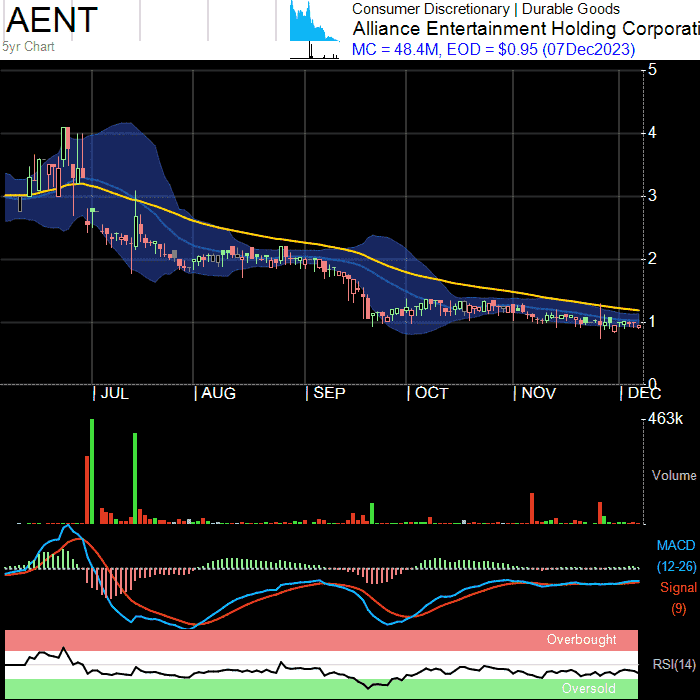 AENT
5yr Chart
Consumer Discretionary | Durable Goods
Alliance Entertainment Holding Corporati
MC = 48.4M, EOD = $0.95 (07Dec2023)
5
4
3
2
1
0
JUL AUG SEP OCT NOV DEC
463k
Volume
MACD
(12-26)
Signal
(9)
Overbought
RSI(14)
Oversold